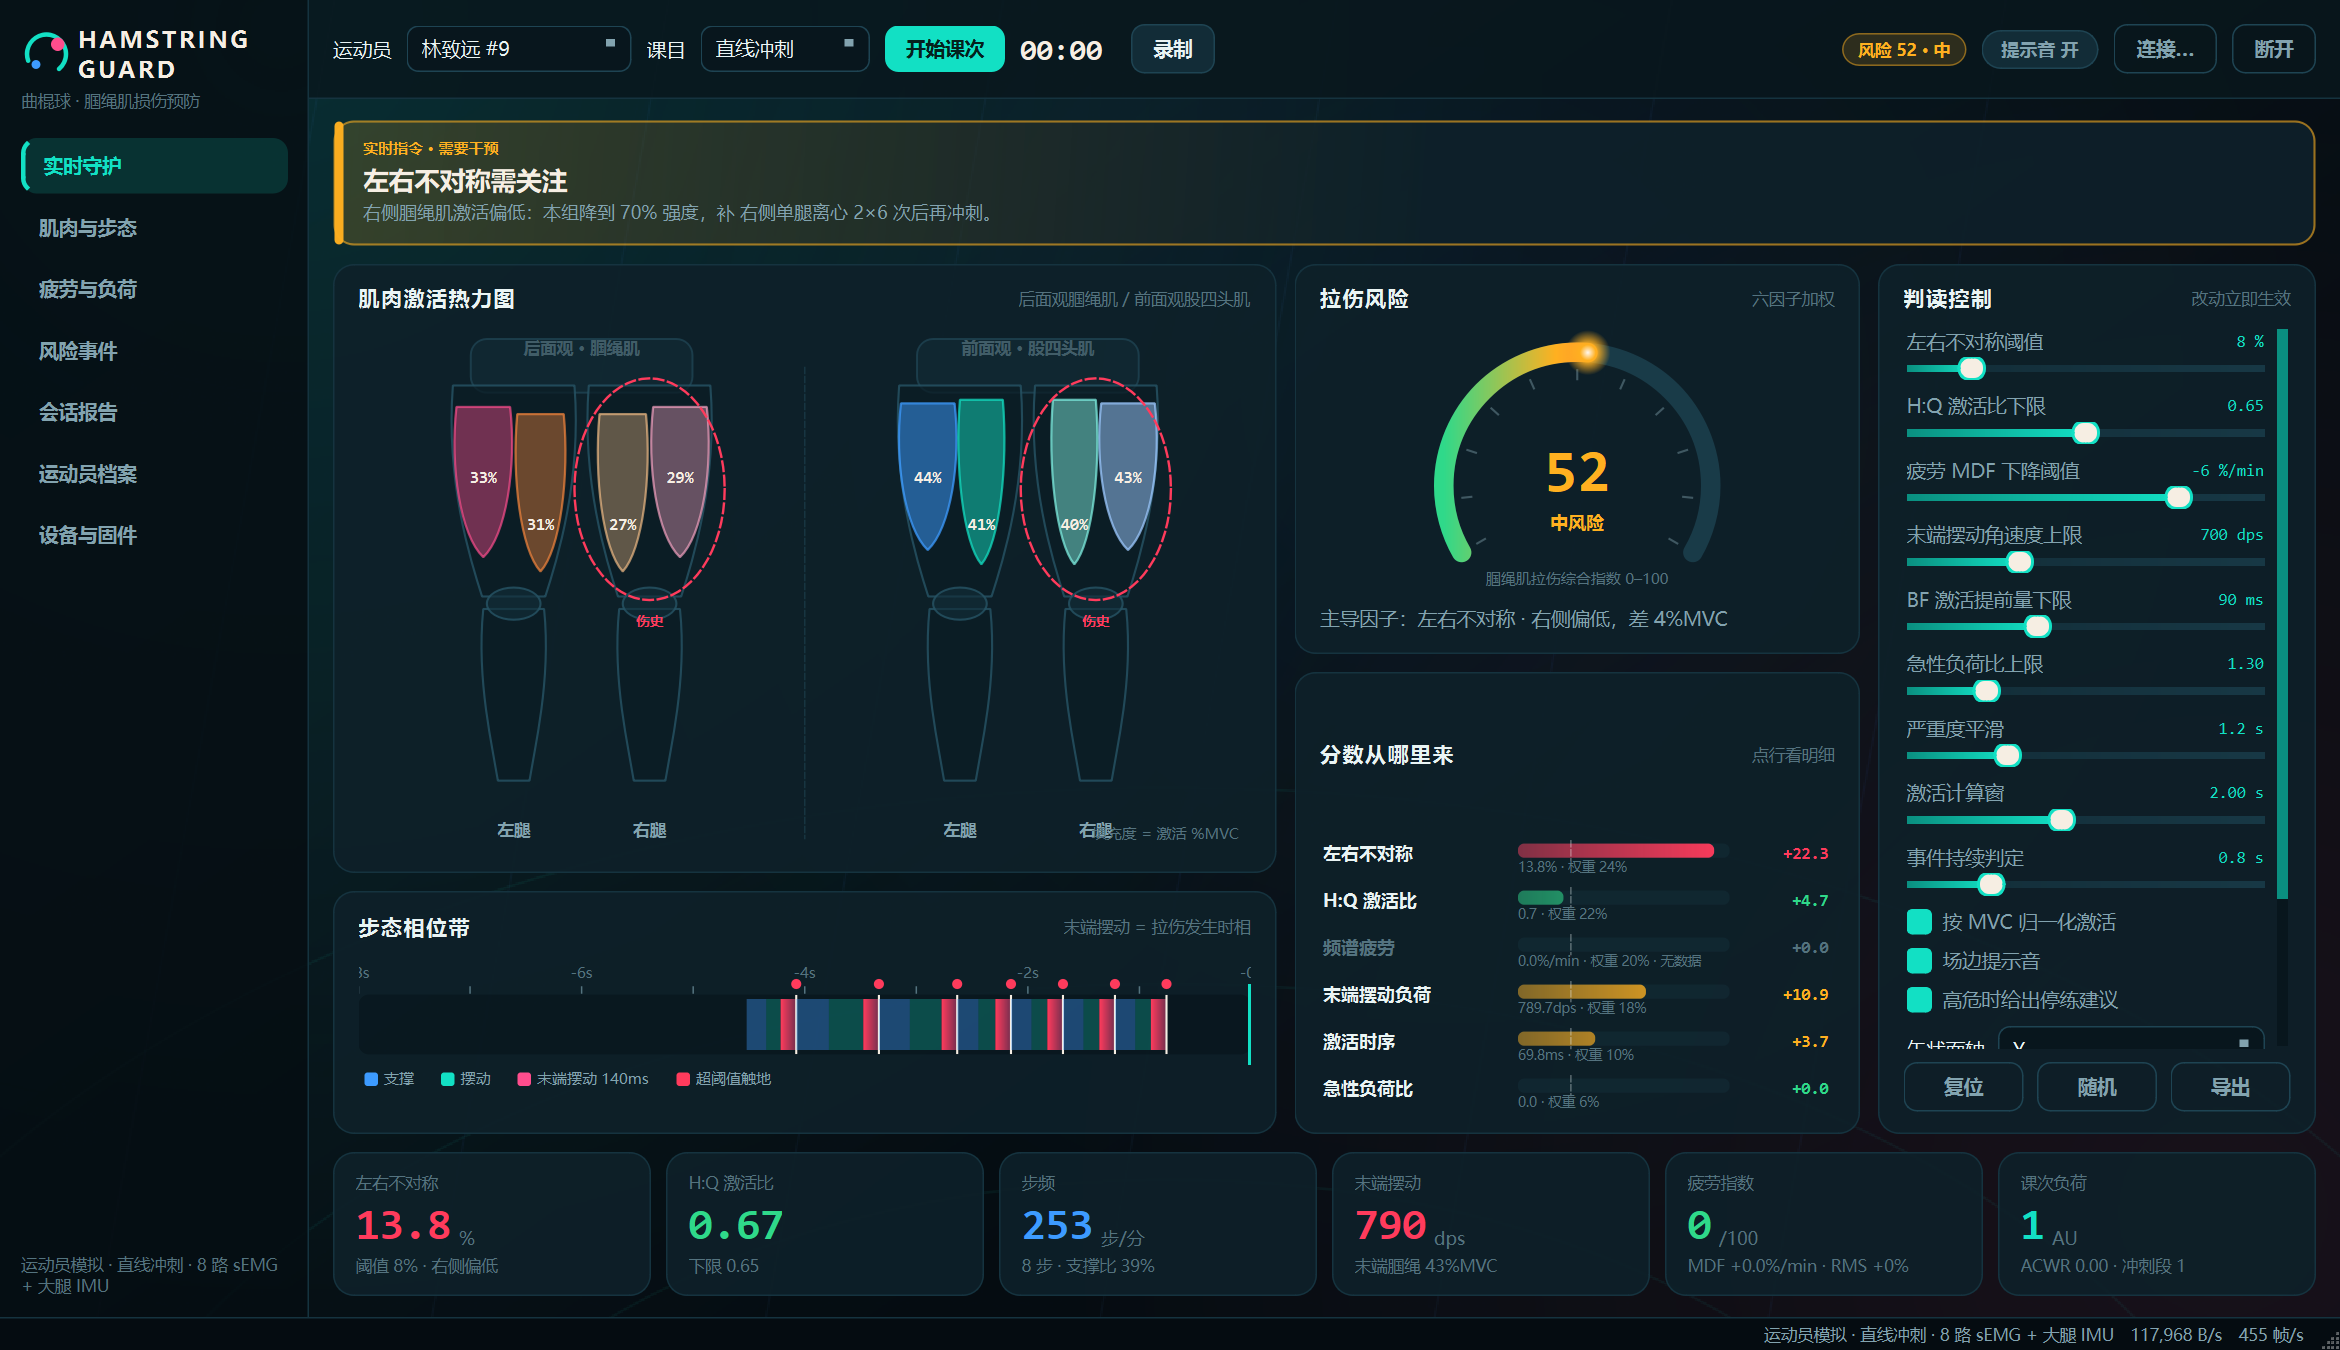 HAMSTRING
GUARD
曲棍球 · 腘绳肌损伤预防
实时守护
肌肉与步态
疲劳与负荷
风险事件
会话报告
运动员档案
设备与固件
运动员模拟 · 直线冲刺 · 8 路 sEMG
+ 大腿 IMU
运动员 林致远 #9 课目 直线冲刺 开始课次 00:00 录制
风险 52 • 中 提示音 开 连接... 断开
实时指令 • 需要干预
左右不对称需关注
右侧腘绳肌激活偏低：本组降到 70% 强度，补 右侧单腿离心 2×6 次后再冲刺。
肌肉激活热力图 后面观腘绳肌 / 前面观股四头肌
后面观 • 腘绳肌 前面观 • 股四头肌
33% 29% 44% 43%
31% 27% 41% 40%
伤史 伤史
左腿 右腿 左腿 右腿
充度 = 激活 %MVC
步态相位带 末端摆动 = 拉伤发生时相
-6s -4s -2s
支撑 摆动 末端摆动 140ms 超阈值触地
拉伤风险 六因子加权
52
中风险
腘绳肌拉伤综合指数 0–100
主导因子：左右不对称 · 右侧偏低，差 4%MVC
分数从哪里来 点行看明细
左右不对称 +22.3
13.8% · 权重 24%
H:Q 激活比 +4.7
0.7 · 权重 22%
频谱疲劳 +0.0
0.0%/min · 权重 20% · 无数据
末端摆动负荷 +10.9
789.7dps · 权重 18%
激活时序 +3.7
69.8ms · 权重 10%
急性负荷比 +0.0
0.0 · 权重 6%
判读控制 改动立即生效
左右不对称阈值 8 %
H:Q 激活比下限 0.65
疲劳 MDF 下降阈值 -6 %/min
末端摆动角速度上限 700 dps
BF 激活提前量下限 90 ms
急性负荷比上限 1.30
严重度平滑 1.2 s
激活计算窗 2.00 s
事件持续判定 0.8 s
按 MVC 归一化激活
场边提示音
高危时给出停练建议
复位 随机 导出
左右不对称
13.8 %
阈值 8% · 右侧偏低
H:Q 激活比
0.67
下限 0.65
步频
253 步/分
8 步 · 支撑比 39%
末端摆动
790 dps
末端腘绳 43%MVC
疲劳指数
0 /100
MDF +0.0%/min · RMS +0%
课次负荷
1 AU
ACWR 0.00 · 冲刺段 1
运动员模拟 · 直线冲刺 · 8 路 sEMG + 大腿 IMU 117,968 B/s 455 帧/s